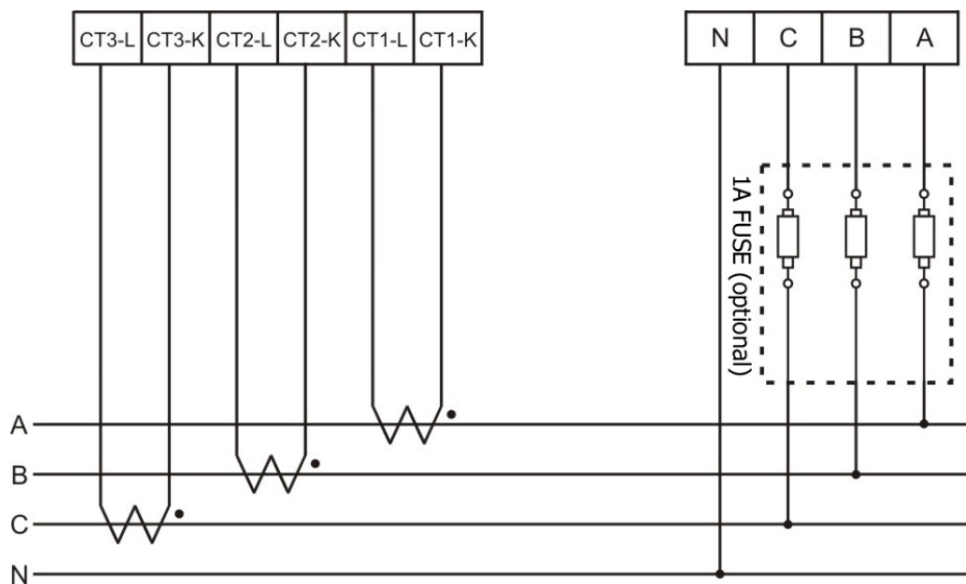 CT3-L CT3-K CT2-L CT2-K CT1-L CT1-K
N C B A
1A FUSE (optional)
A
B
C
N